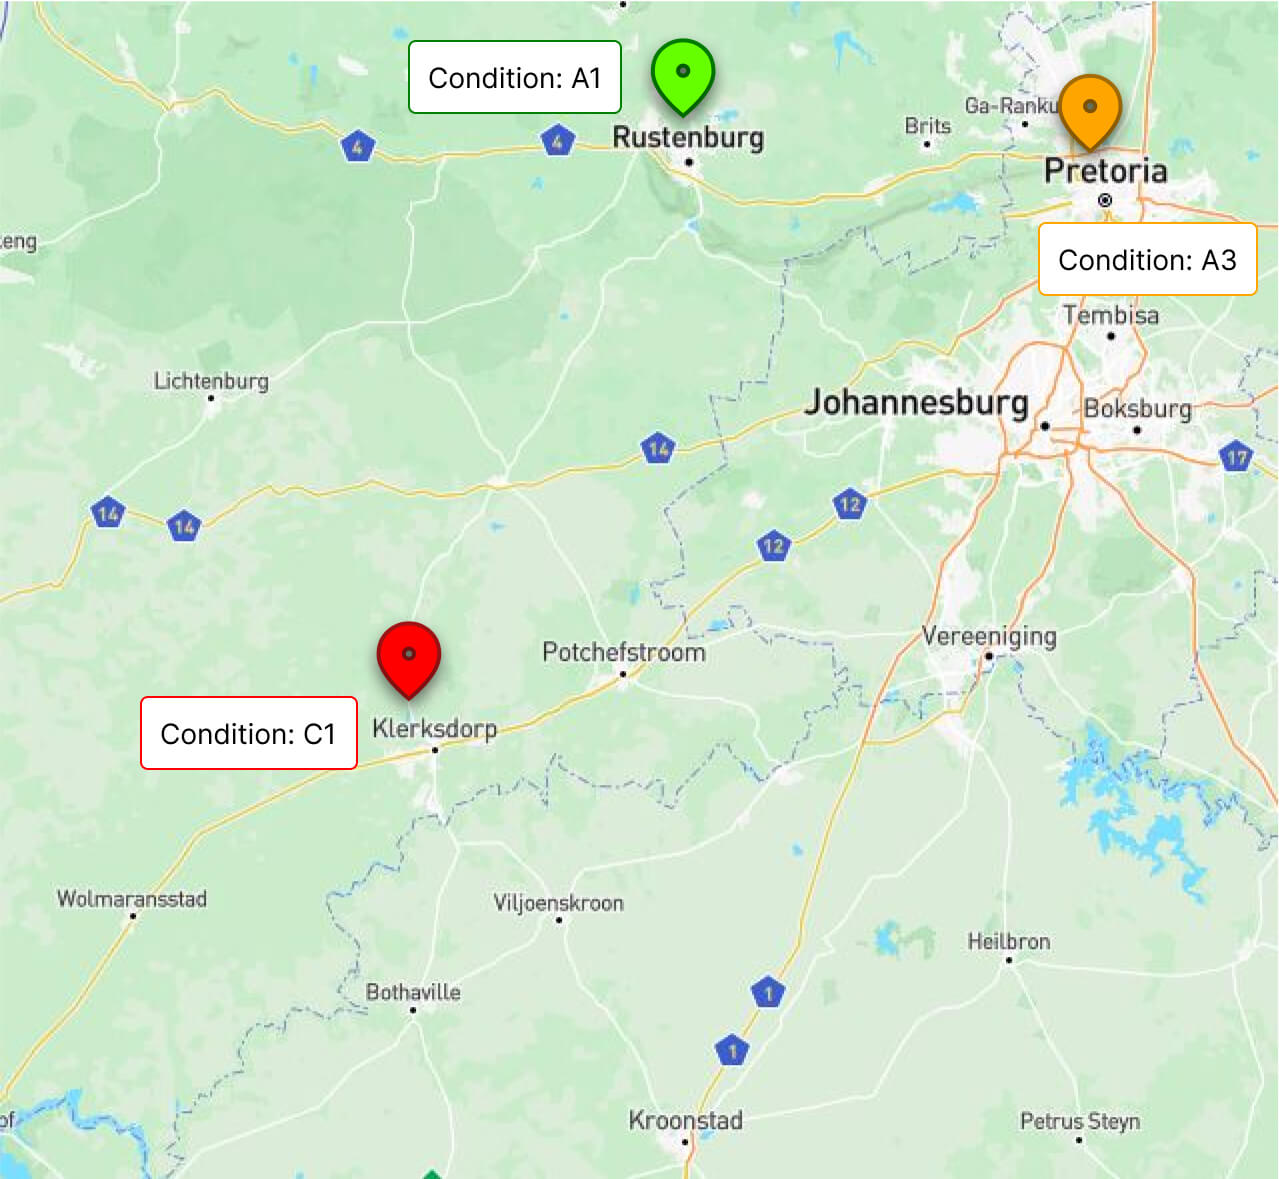 Condition: A1
Ga-Ranku
Brits
4
4
Rustenburg
Pretoria
eng
Condition: A3
Tembisa
Lichtenburg
Johannesburg
Boksburg
14
17
12
14
14
12
Vereeniging
Potchefstroom
Condition: C1
Klerksdorp
Wolmaransstad
Viljoenskroon
Heilbron
Bothaville
1
1
of
Kroonstad
Petrus Steyn